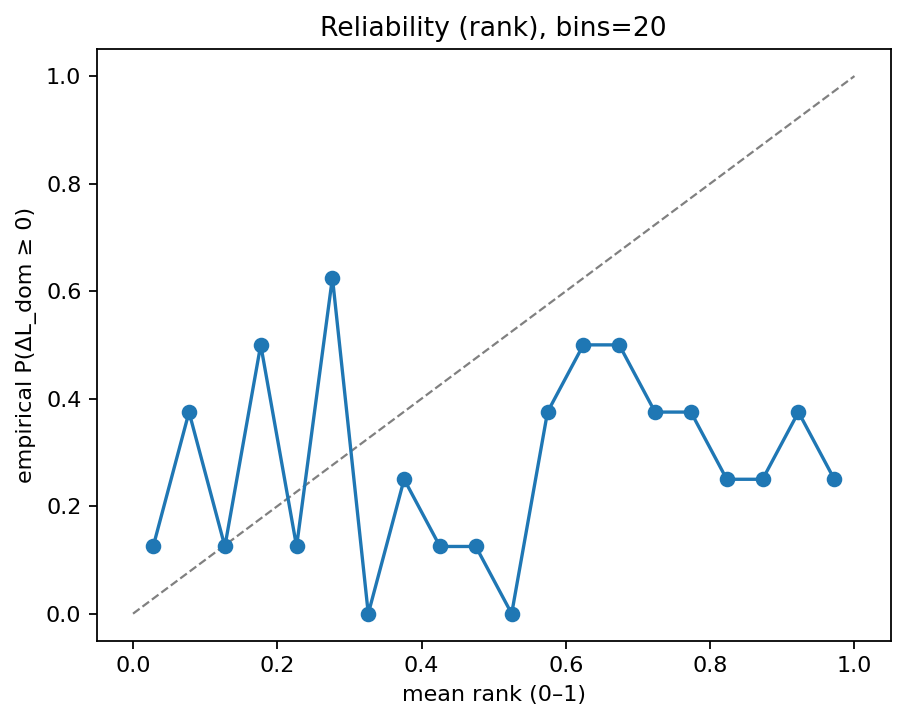 Reliability (rank), bins=20
empirical P(ΔL_dom ≥ 0)
1.0
0.8
0.6
0.4
0.2
0.0
0.0 0.2 0.4 0.6 0.8 1.0
mean rank (0–1)